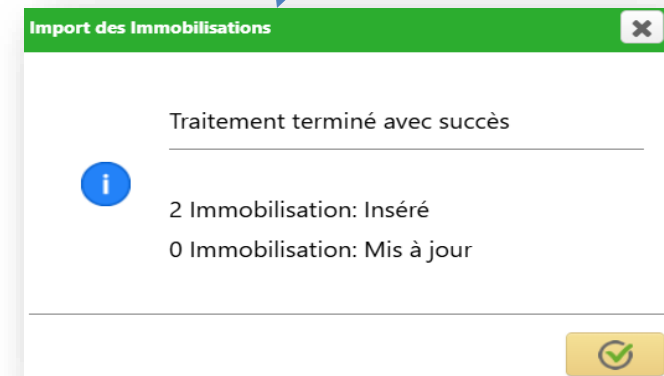 Import des Immobilisations
Traitement terminé avec succès
i
2 Immobilisation: Inséré
0 Immobilisation: Mis à jour